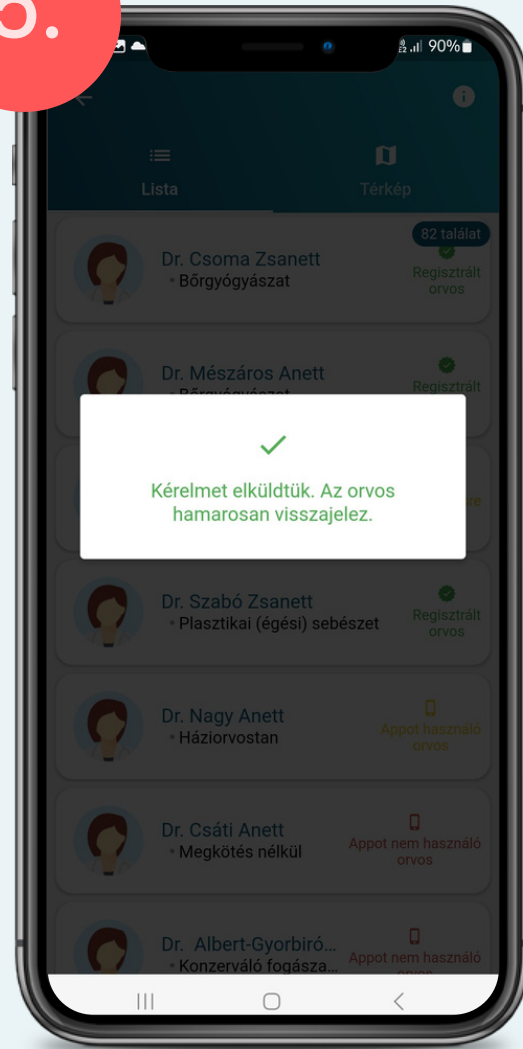 5.
90%
Lista
Térkép
82 találat
Dr. Csoma Zsanett
• Bőrgyógyászat
Regisztrált
orvos
Dr. Mészáros Anett
• Bőrgyógyászat
Regisztrált
Kérelmet elküldtük. Az orvos
hamarosan visszajelez.
Dr. Szabó Zsanett
• Plasztikai (égési) sebészet
Regisztrált
orvos
Dr. Nagy Anett
• Háziorvostan
Appot használó
orvos
Dr. Csáti Anett
• Megkötés nélkül
Appot nem használó
orvos
Dr. Albert-Gyorbiró...
• Konzerváló fogásza...
Appot nem használó
orvos